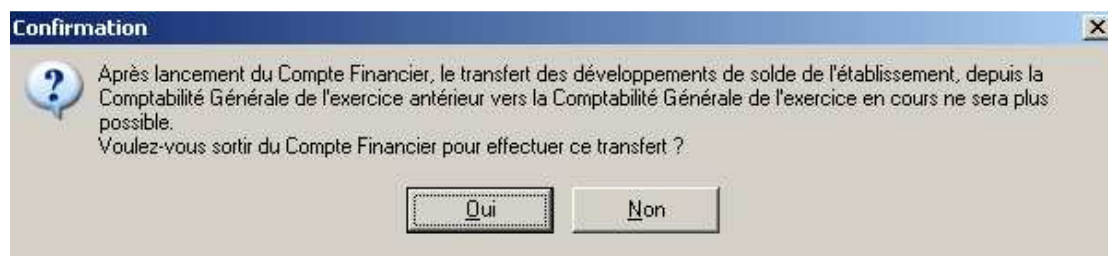 Confirmation
Après lancement du Compte Financier, le transfert des développements de solde de l'établissement, depuis la
Comptabilité Générale de l'exercice antérieur vers la Comptabilité Générale de l'exercice en cours ne sera plus
possible.
Voulez-vous sortir du Compte Financier pour effectuer ce transfert ?
Oui
Non